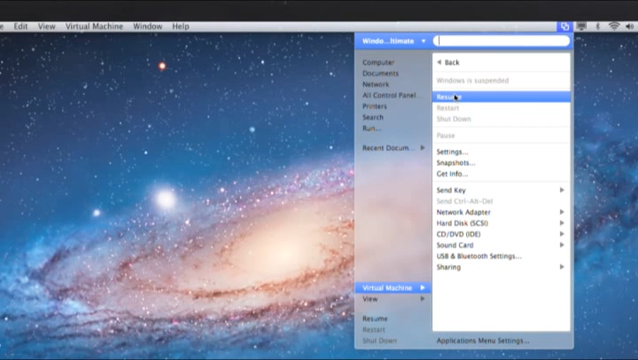 Edit View Virtual Machine Window Help
Windo...ltimate
Computer
Documents
Network
All Control Panel...
Printers
Search
Run...
Recent Docum...
Virtual Machine
View
Resume
Restart
Shut Down
Back
Windows is suspended
Resume
Restart
Shut Down
Pause
Settings...
Snapshots...
Get Info...
Send Key
Send Ctrl-Alt-Del
Network Adapter
Hard Disk (SCSI)
CD/DVD (IDE)
Sound Card
USB & Bluetooth Settings...
Sharing
Applications Menu Settings...